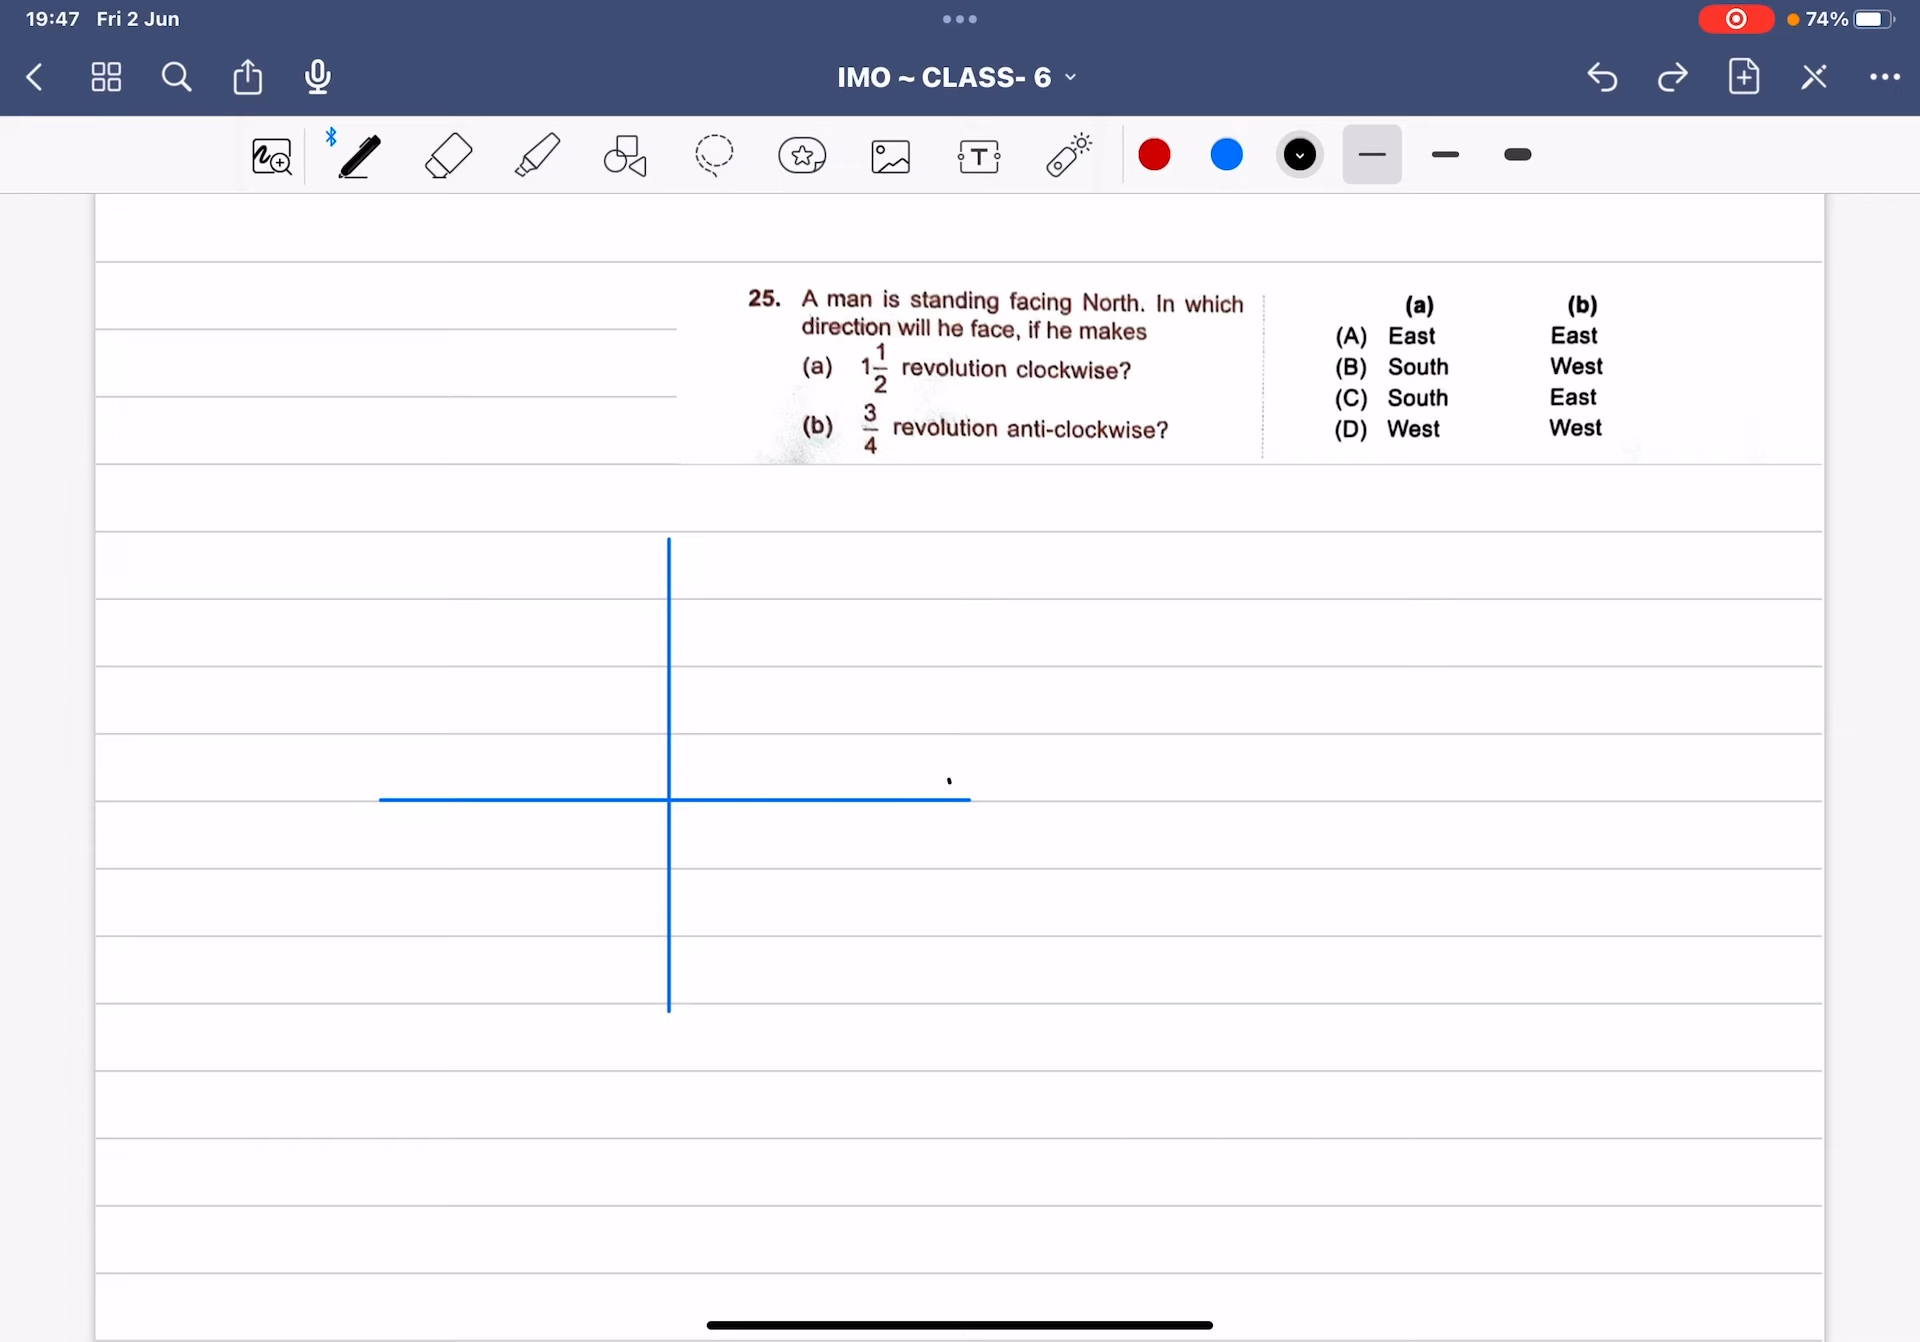 19:47 Fri 2 Jun
74%
IMO ~ CLASS- 6
T
25. A man is standing facing North. In which
direction will he face, if he makes
(a) 1 1/2 revolution clockwise?
(b) 3/4 revolution anti-clockwise?
(a) (b)
(A) East East
(B) South West
(C) South East
(D) West West